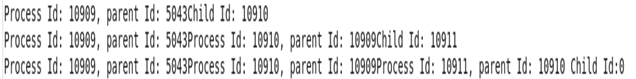 Process Id: 10909, parent Id: 5043Child Id: 10910
Process Id: 10909, parent Id: 5043Process Id: 10910, parent Id: 10909Child Id: 10911
Process Id: 10909, parent Id: 5043Process Id: 10910, parent Id: 10909Process Id: 10911, parent Id: 10910 Child Id:0